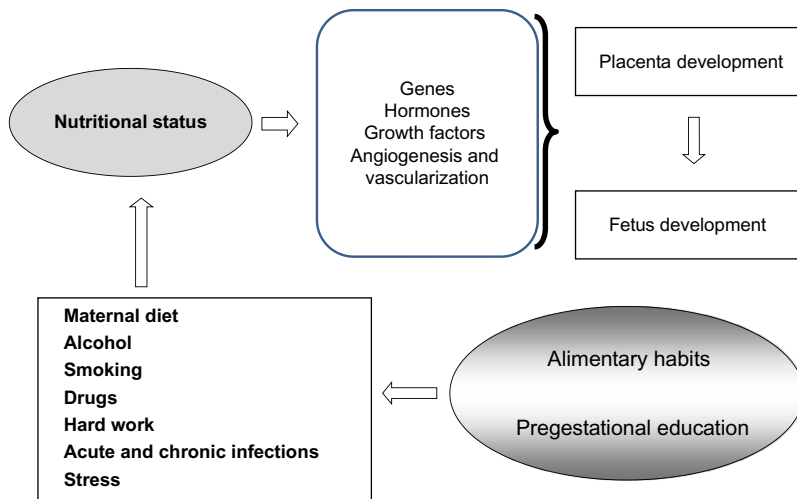 Nutritional status
Genes
Hormones
Growth factors
Angiogenesis and
vascularization
Placenta development
Fetus development
Maternal diet
Alcohol
Smoking
Drugs
Hard work
Acute and chronic infections
Stress
Alimentary habits
Pregestational education